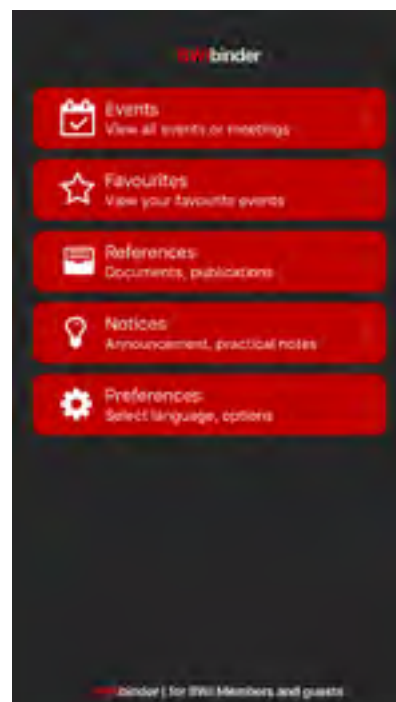 binder
Events
View all events or meetings
Favourites
View your favourite events
References
Documents, publications
Notices
Announcement, practical notes
Preferences
Select language, options
binder | for Members and guests